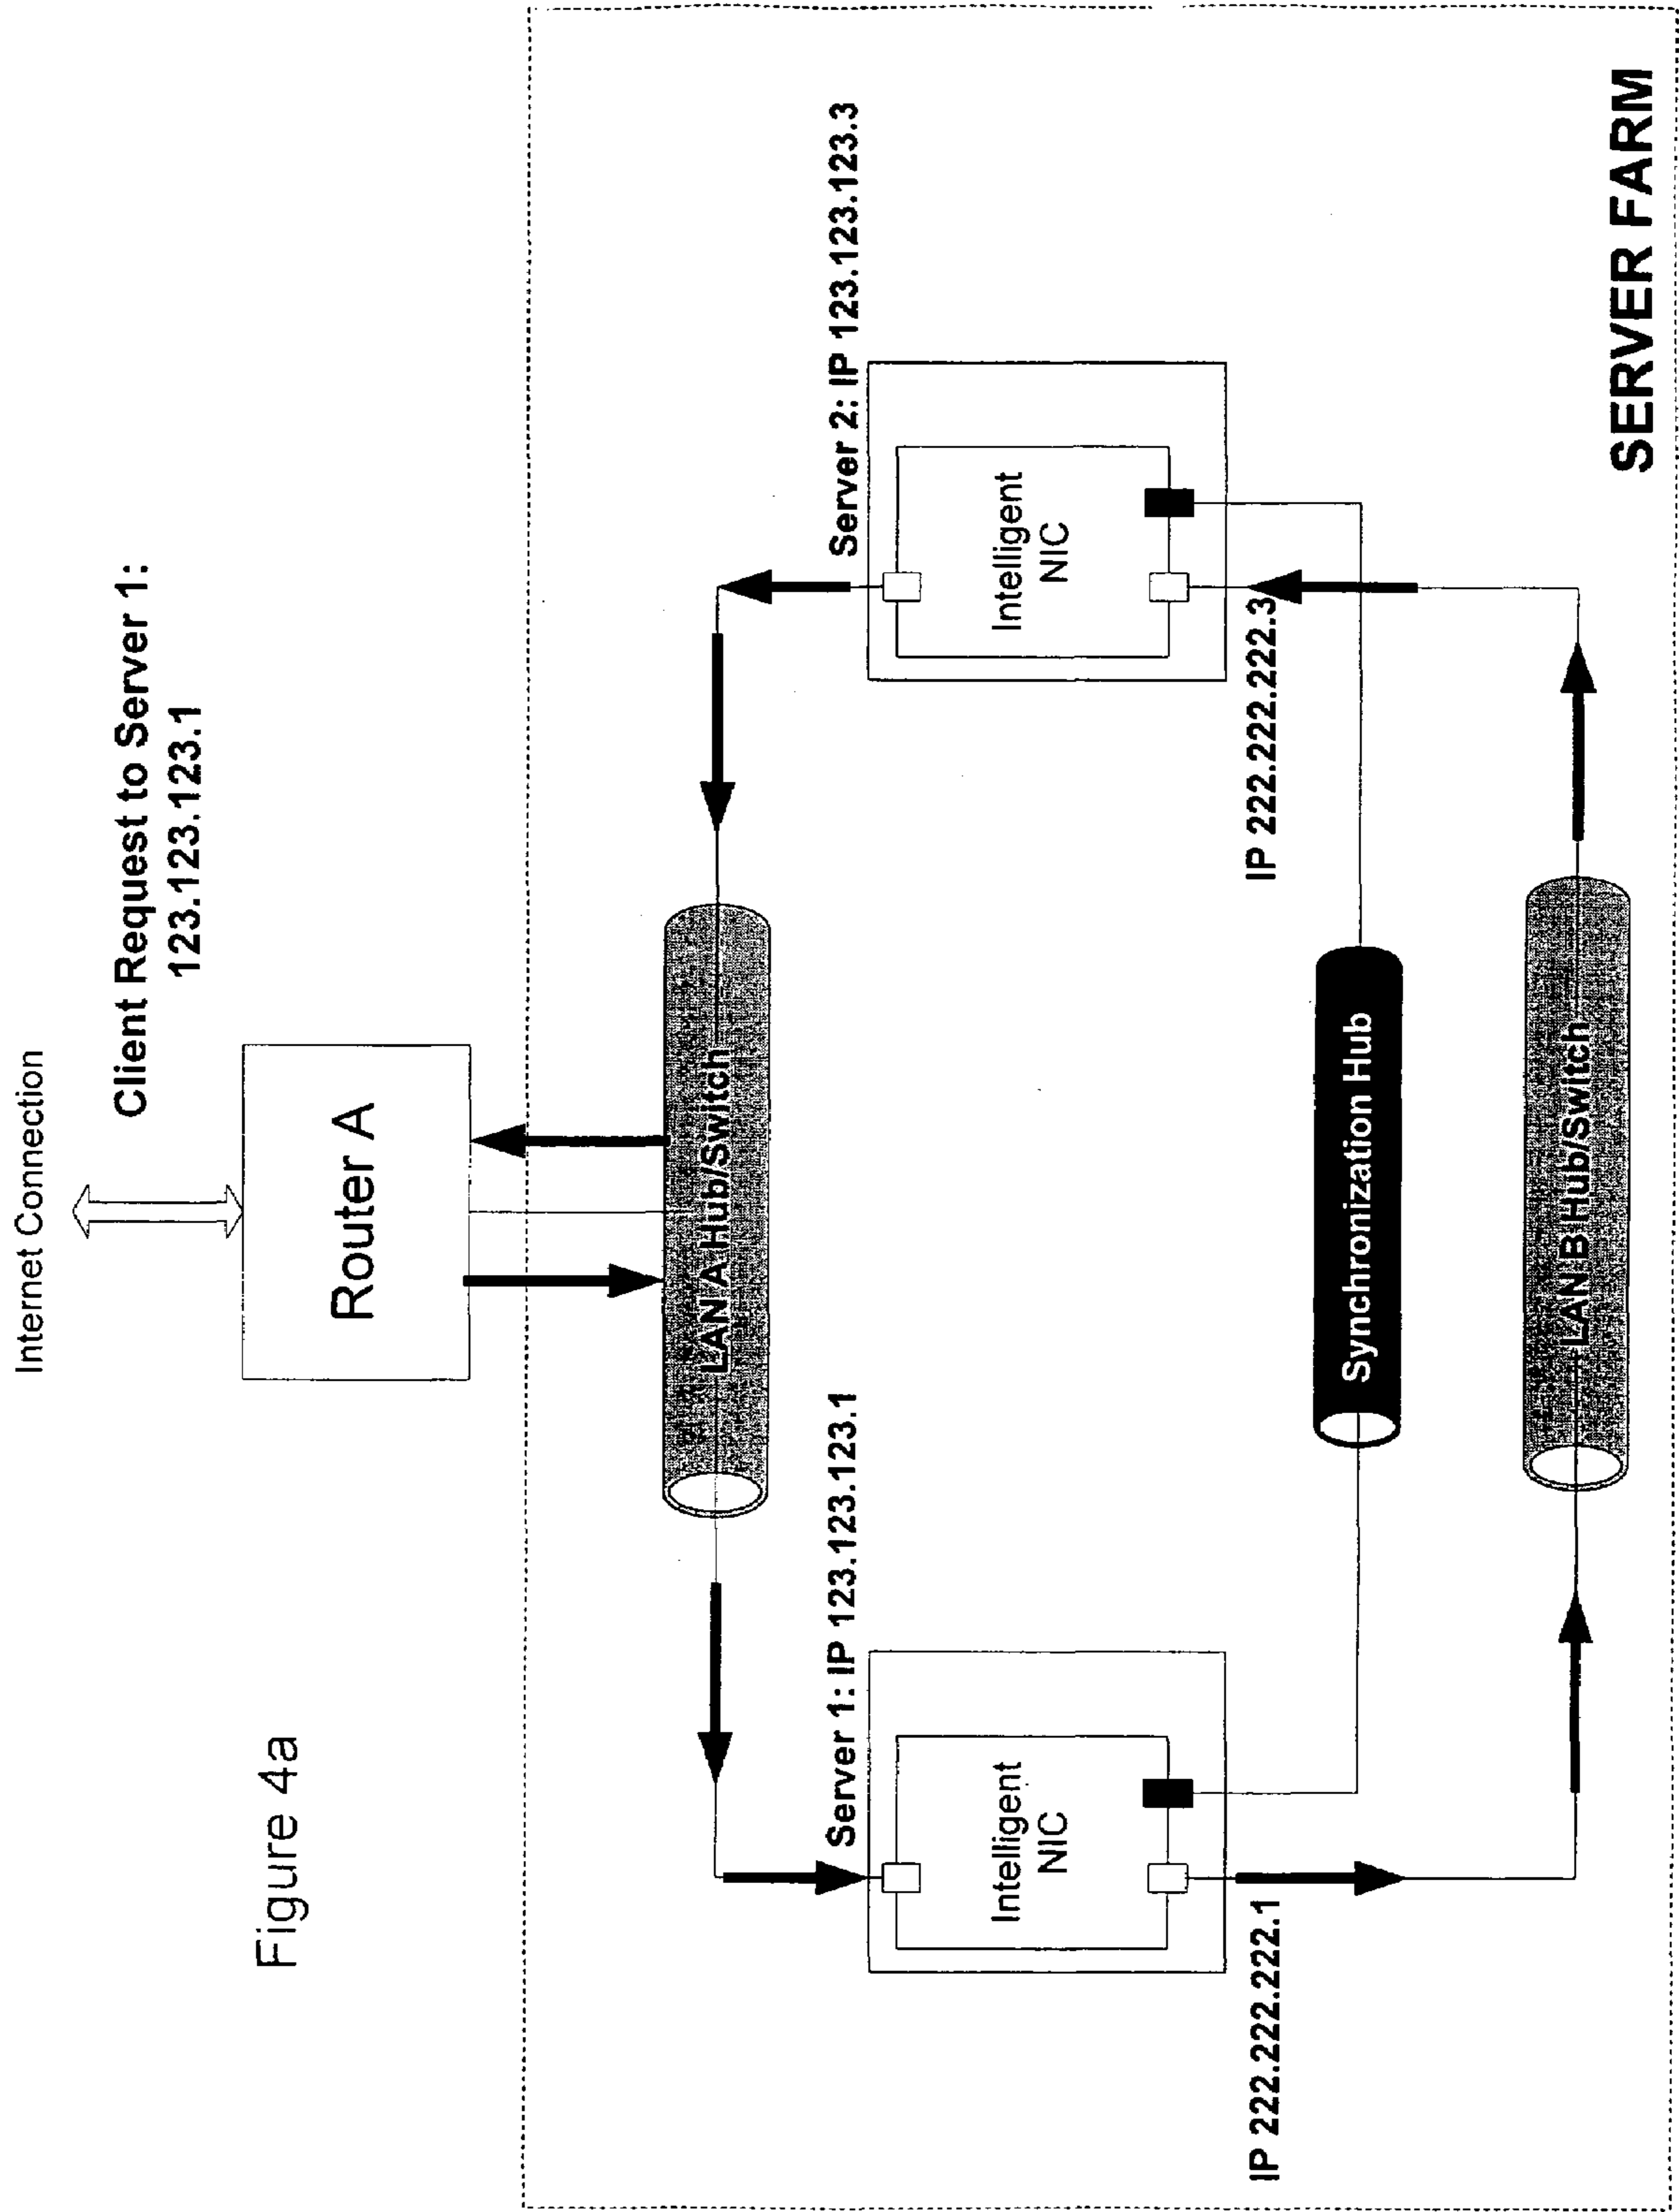 Internet Connection
Client Request to Server 1:
123.123.123.1
Figure 4a
Router A
LAN A Hub/Switch
Server 1: IP 123.123.123.1
Server 2: IP 123.123.123.3
Intelligent
NIC
Intelligent
NIC
IP 222.222.222.1
IP 222.222.222.3
Synchronization Hub
LAN B Hub/Switch
SERVER FARM